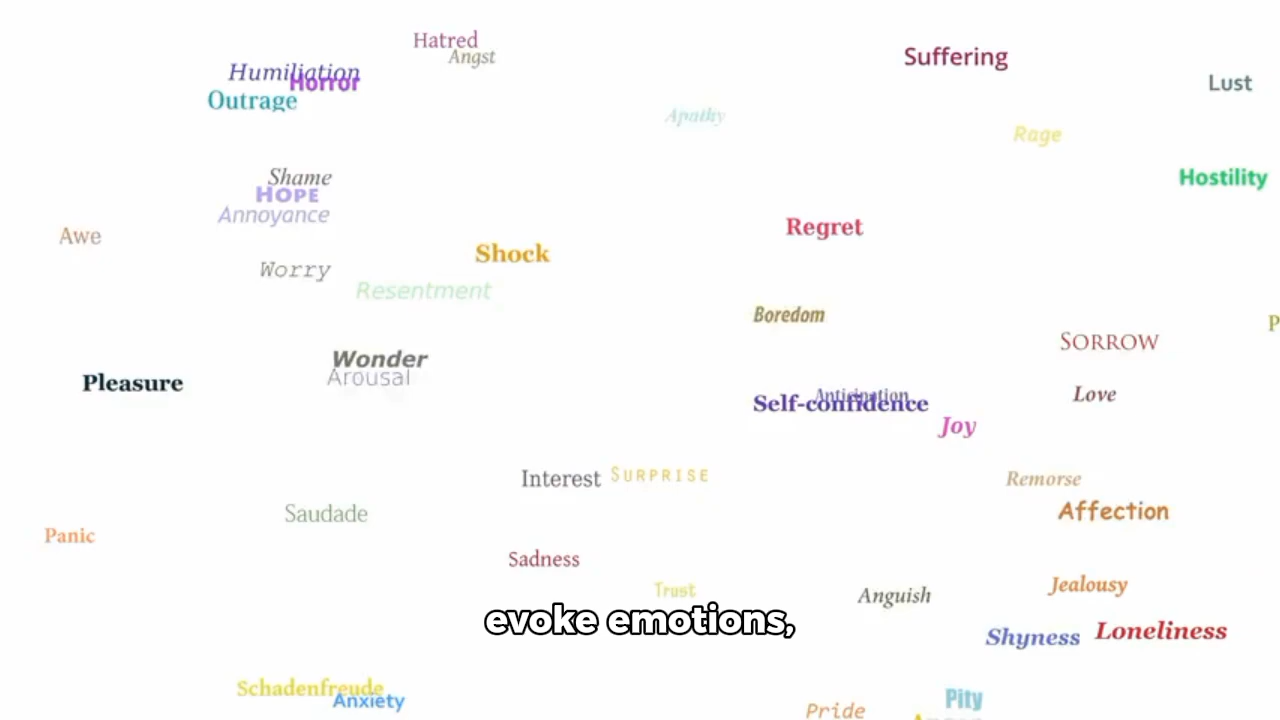 Hatred
Angst
Suffering
Humiliation
Horror
Outrage
Lust
Apathy
Rage
Shame
Hope
Annoyance
Hostility
Awe
Regret
Shock
Worry
Resentment
Boredom
Sorrow
Wonder
Arousal
Pleasure
Anticipation
Self-confidence
Love
Joy
Interest
Surprise
Remorse
Saudade
Affection
Panic
Sadness
Trust
Anguish
Jealousy
evoke emotions,
Shyness
Loneliness
Schadenfreude
Anxiety
Pity
Pride